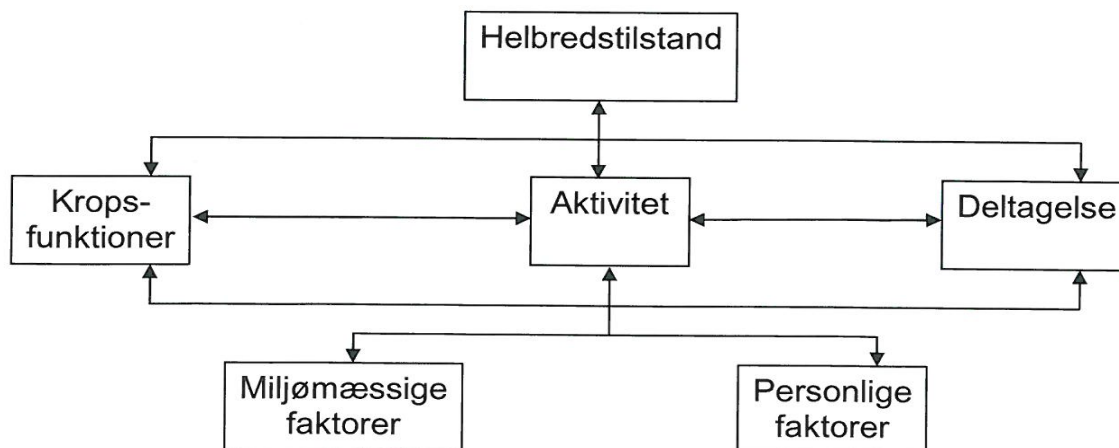 Helbredstilstand
Krops-
funktioner
Aktivitet
Deltagelse
Miljømæssige
faktorer
Personlige
faktorer